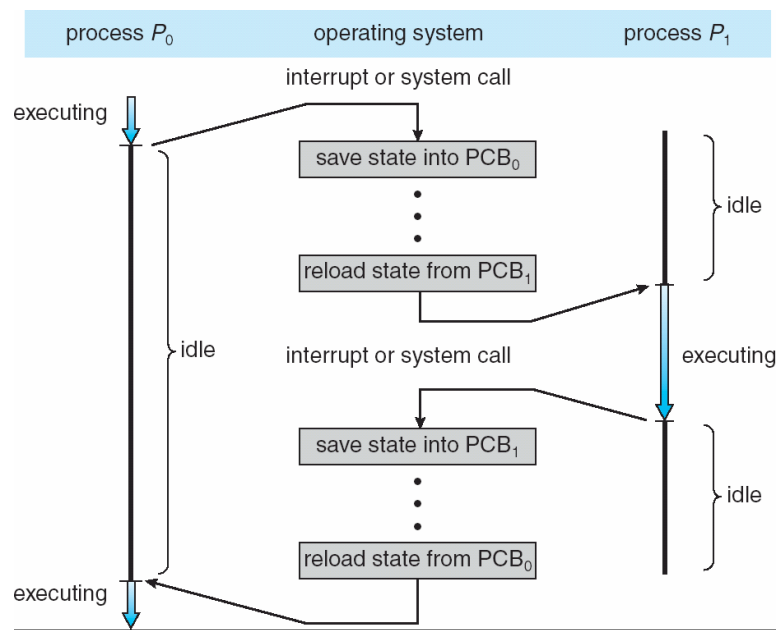 process P₀ operating system process P₁
interrupt or system call
executing
save state into PCB₀
idle
reload state from PCB₁
idle
interrupt or system call
executing
save state into PCB₁
idle
reload state from PCB₀
executing